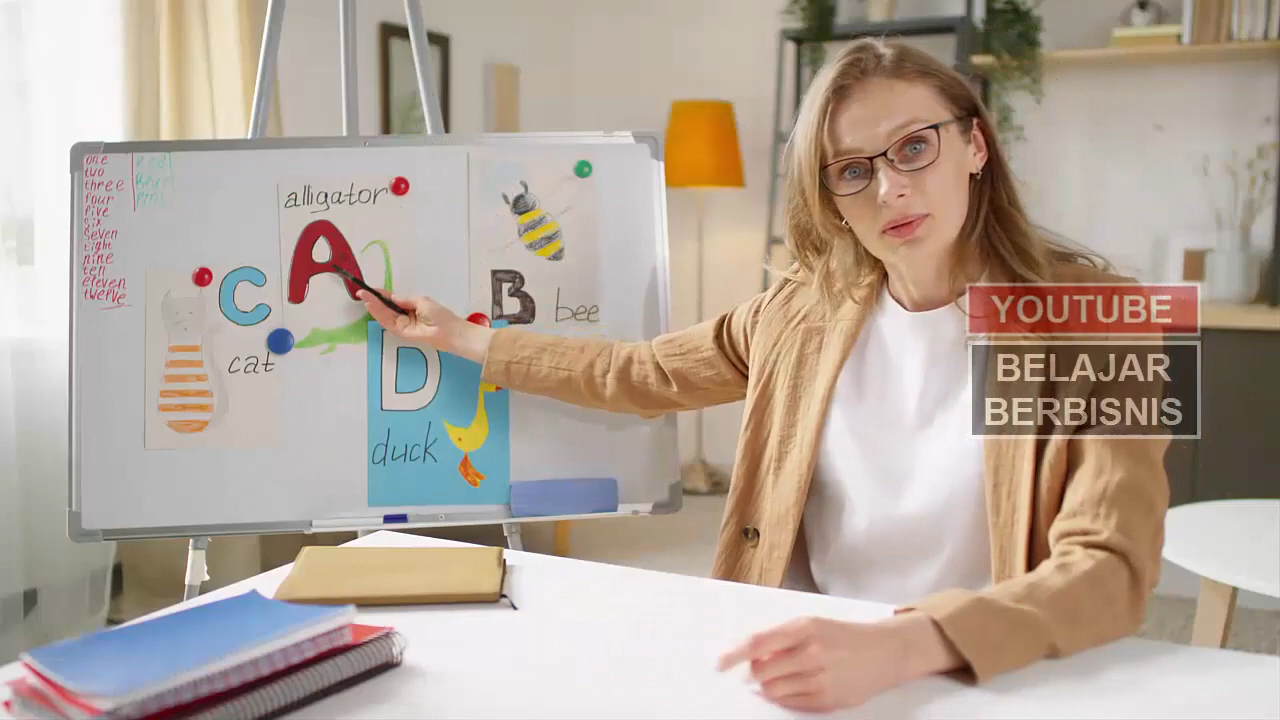 one
two
three
four
five
six
seven
eight
nine
eleven
twelve
Red
alligator
A
B
bee
C
cat
D
duck
YOUTUBE
BELAJAR
BERBISNIS